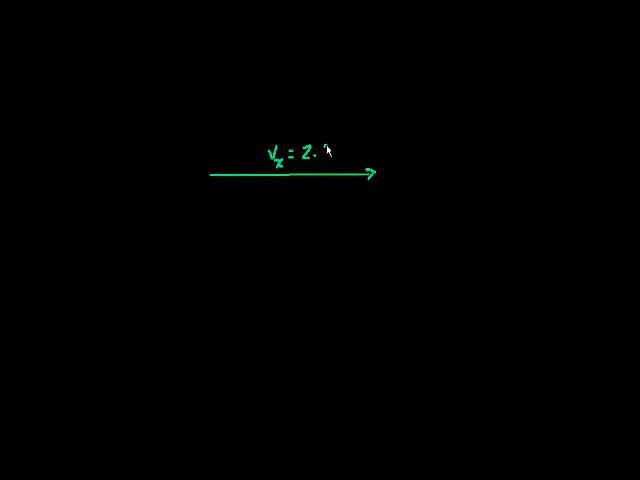 vₓ = 2.